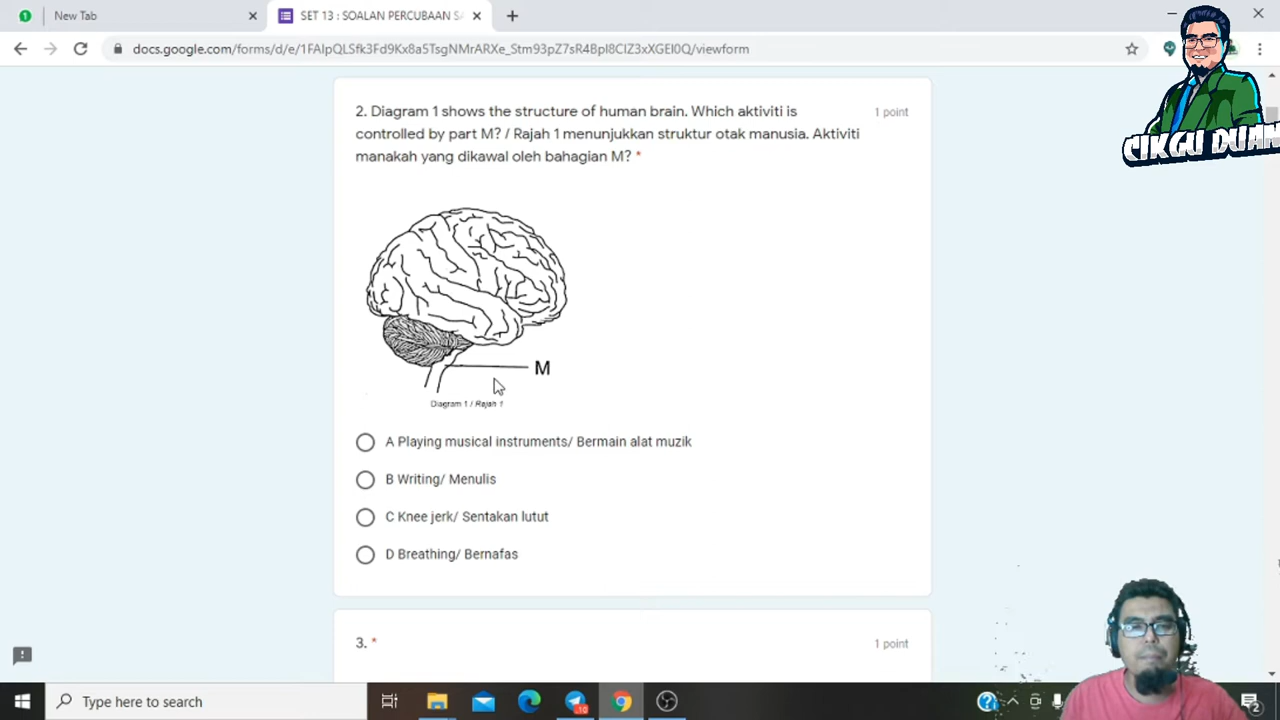 New Tab
SET 13 : SOALAN PERCUBAAN SA
docs.google.com/forms/d/e/1FAIpQLSfk3Fd9Kx8a5TsgNMrARXe_Stm93pZ7sR4BpI8CIZ3xXGEI0Q/viewform
CIKGU DUAN
2. Diagram 1 shows the structure of human brain. Which aktiviti is
controlled by part M? / Rajah 1 menunjukkan struktur otak manusia. Aktiviti
manakah yang dikawal oleh bahagian M? *
1 point
M
Diagram 1 / Rajah 1
A Playing musical instruments/ Bermain alat muzik
B Writing/ Menulis
C Knee jerk/ Sentakan lutut
D Breathing/ Bernafas
3. *
1 point
Type here to search